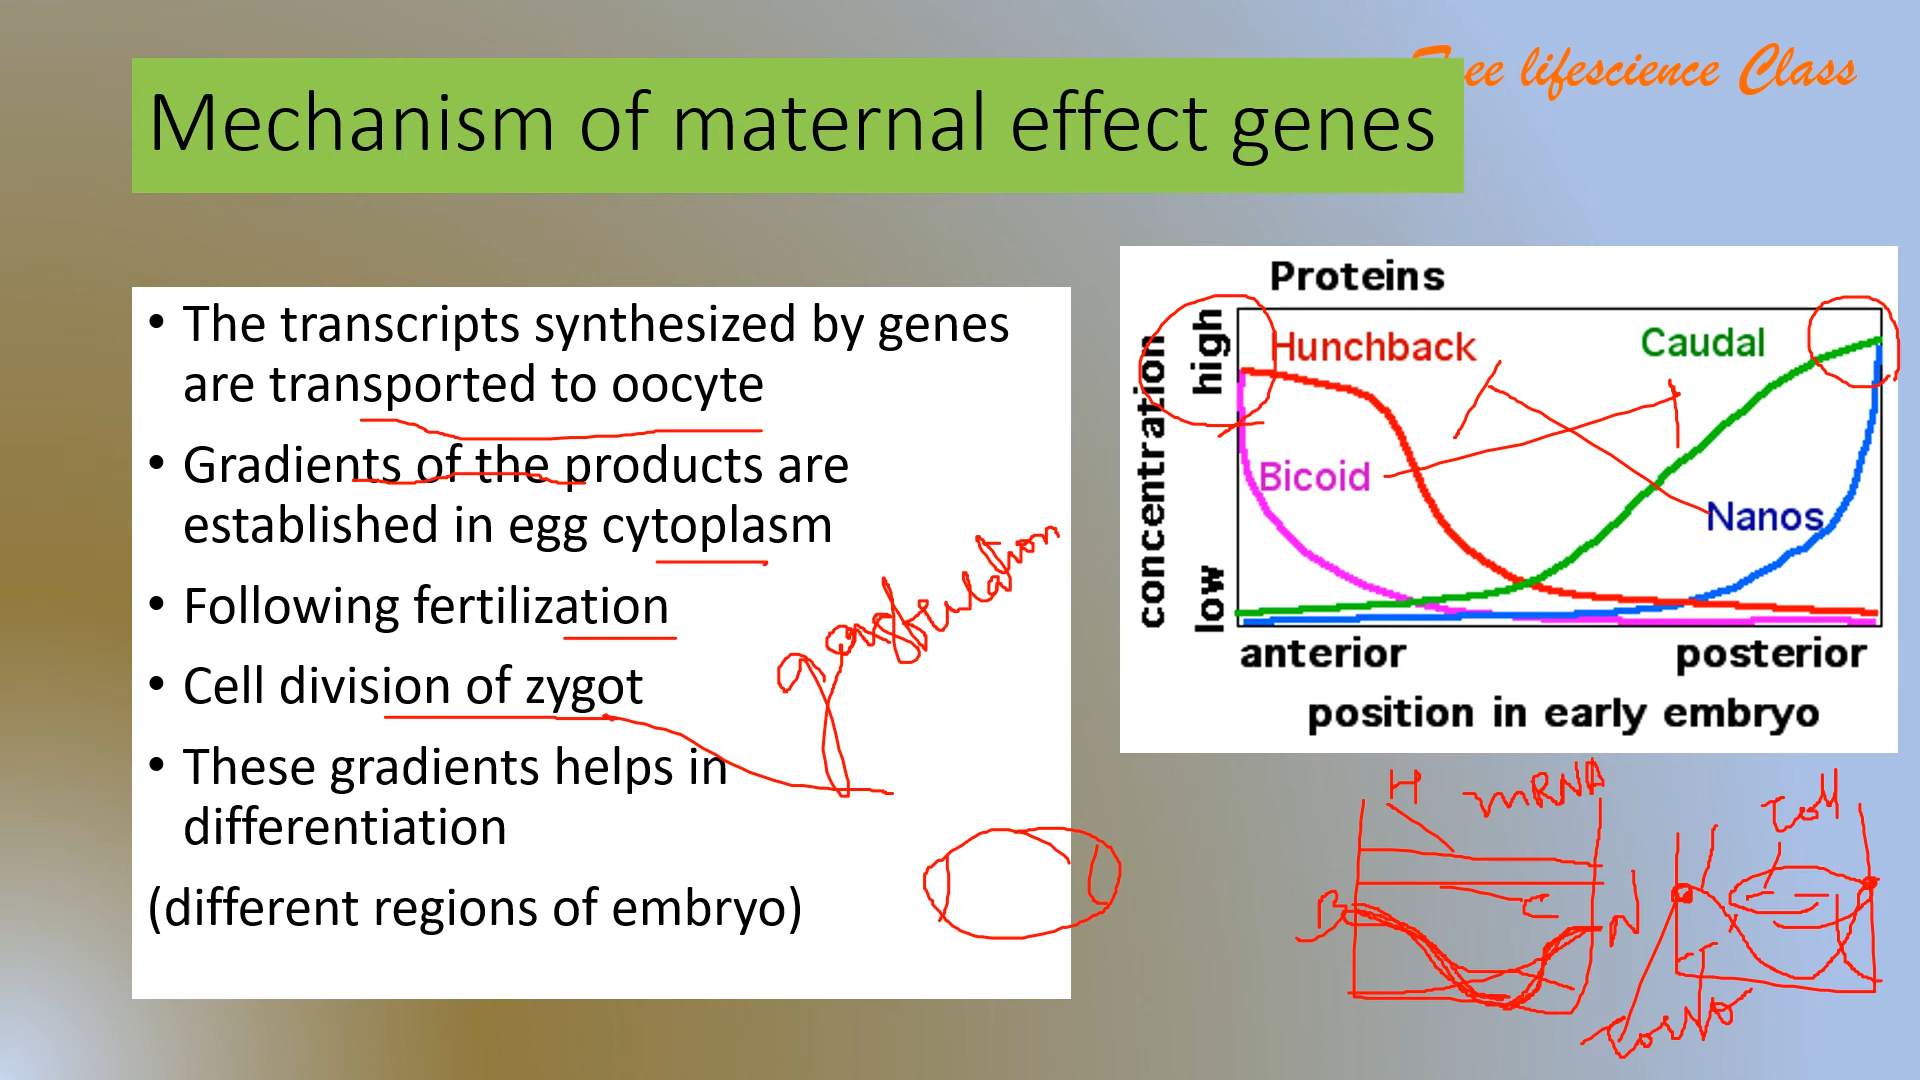 Free lifescience Class
Mechanism of maternal effect genes
• The transcripts synthesized by genes
are transported to oocyte
• Gradients of the products are
established in egg cytoplasm
• Following fertilization
• Cell division of zygot
• These gradients helps in
differentiation
(different regions of embryo)
Proteins
Hunchback
Caudal
Bicoid
Nanos
concentration
high
low
anterior posterior
position in early embryo
H mRNA
B
C
N